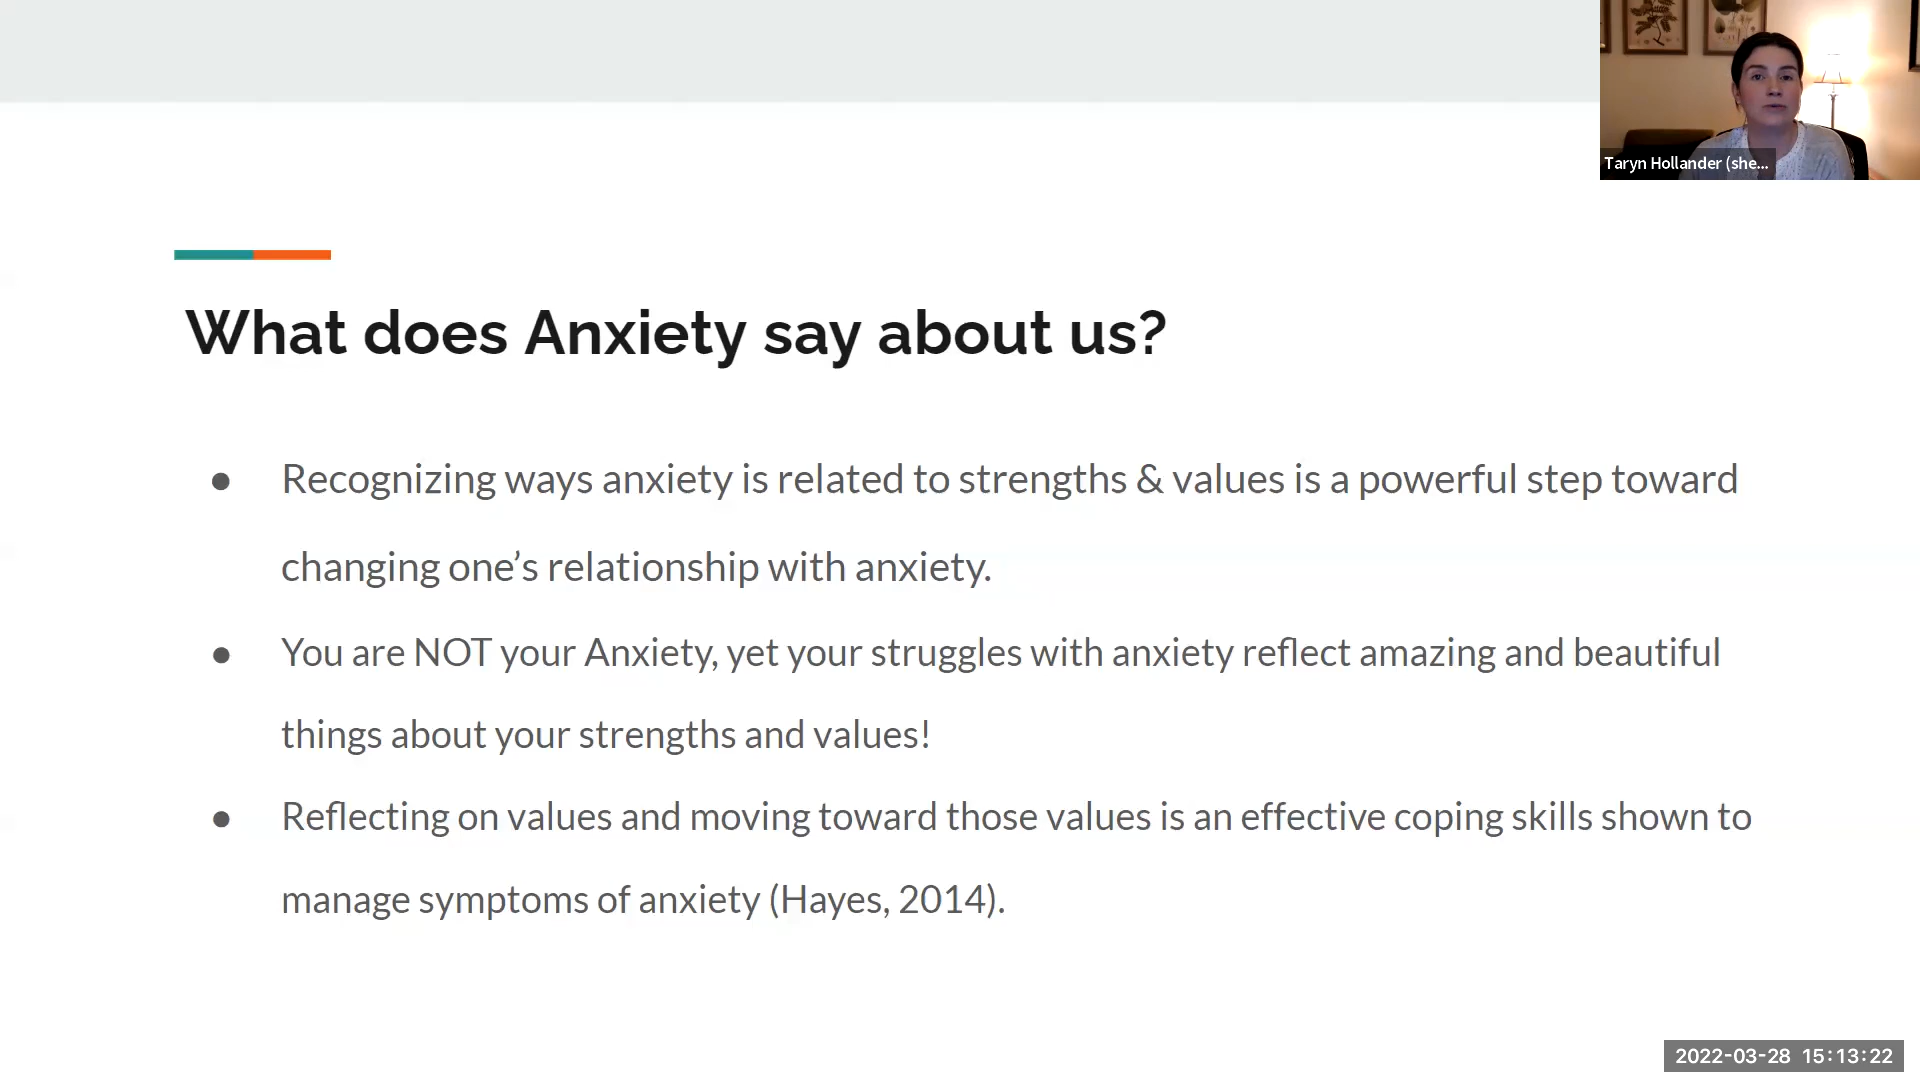 Taryn Hollander (she...
What does Anxiety say about us?
● Recognizing ways anxiety is related to strengths & values is a powerful step toward
changing one’s relationship with anxiety.
● You are NOT your Anxiety, yet your struggles with anxiety reflect amazing and beautiful
things about your strengths and values!
● Reflecting on values and moving toward those values is an effective coping skills shown to
manage symptoms of anxiety (Hayes, 2014).
2022-03-28 15:13:22